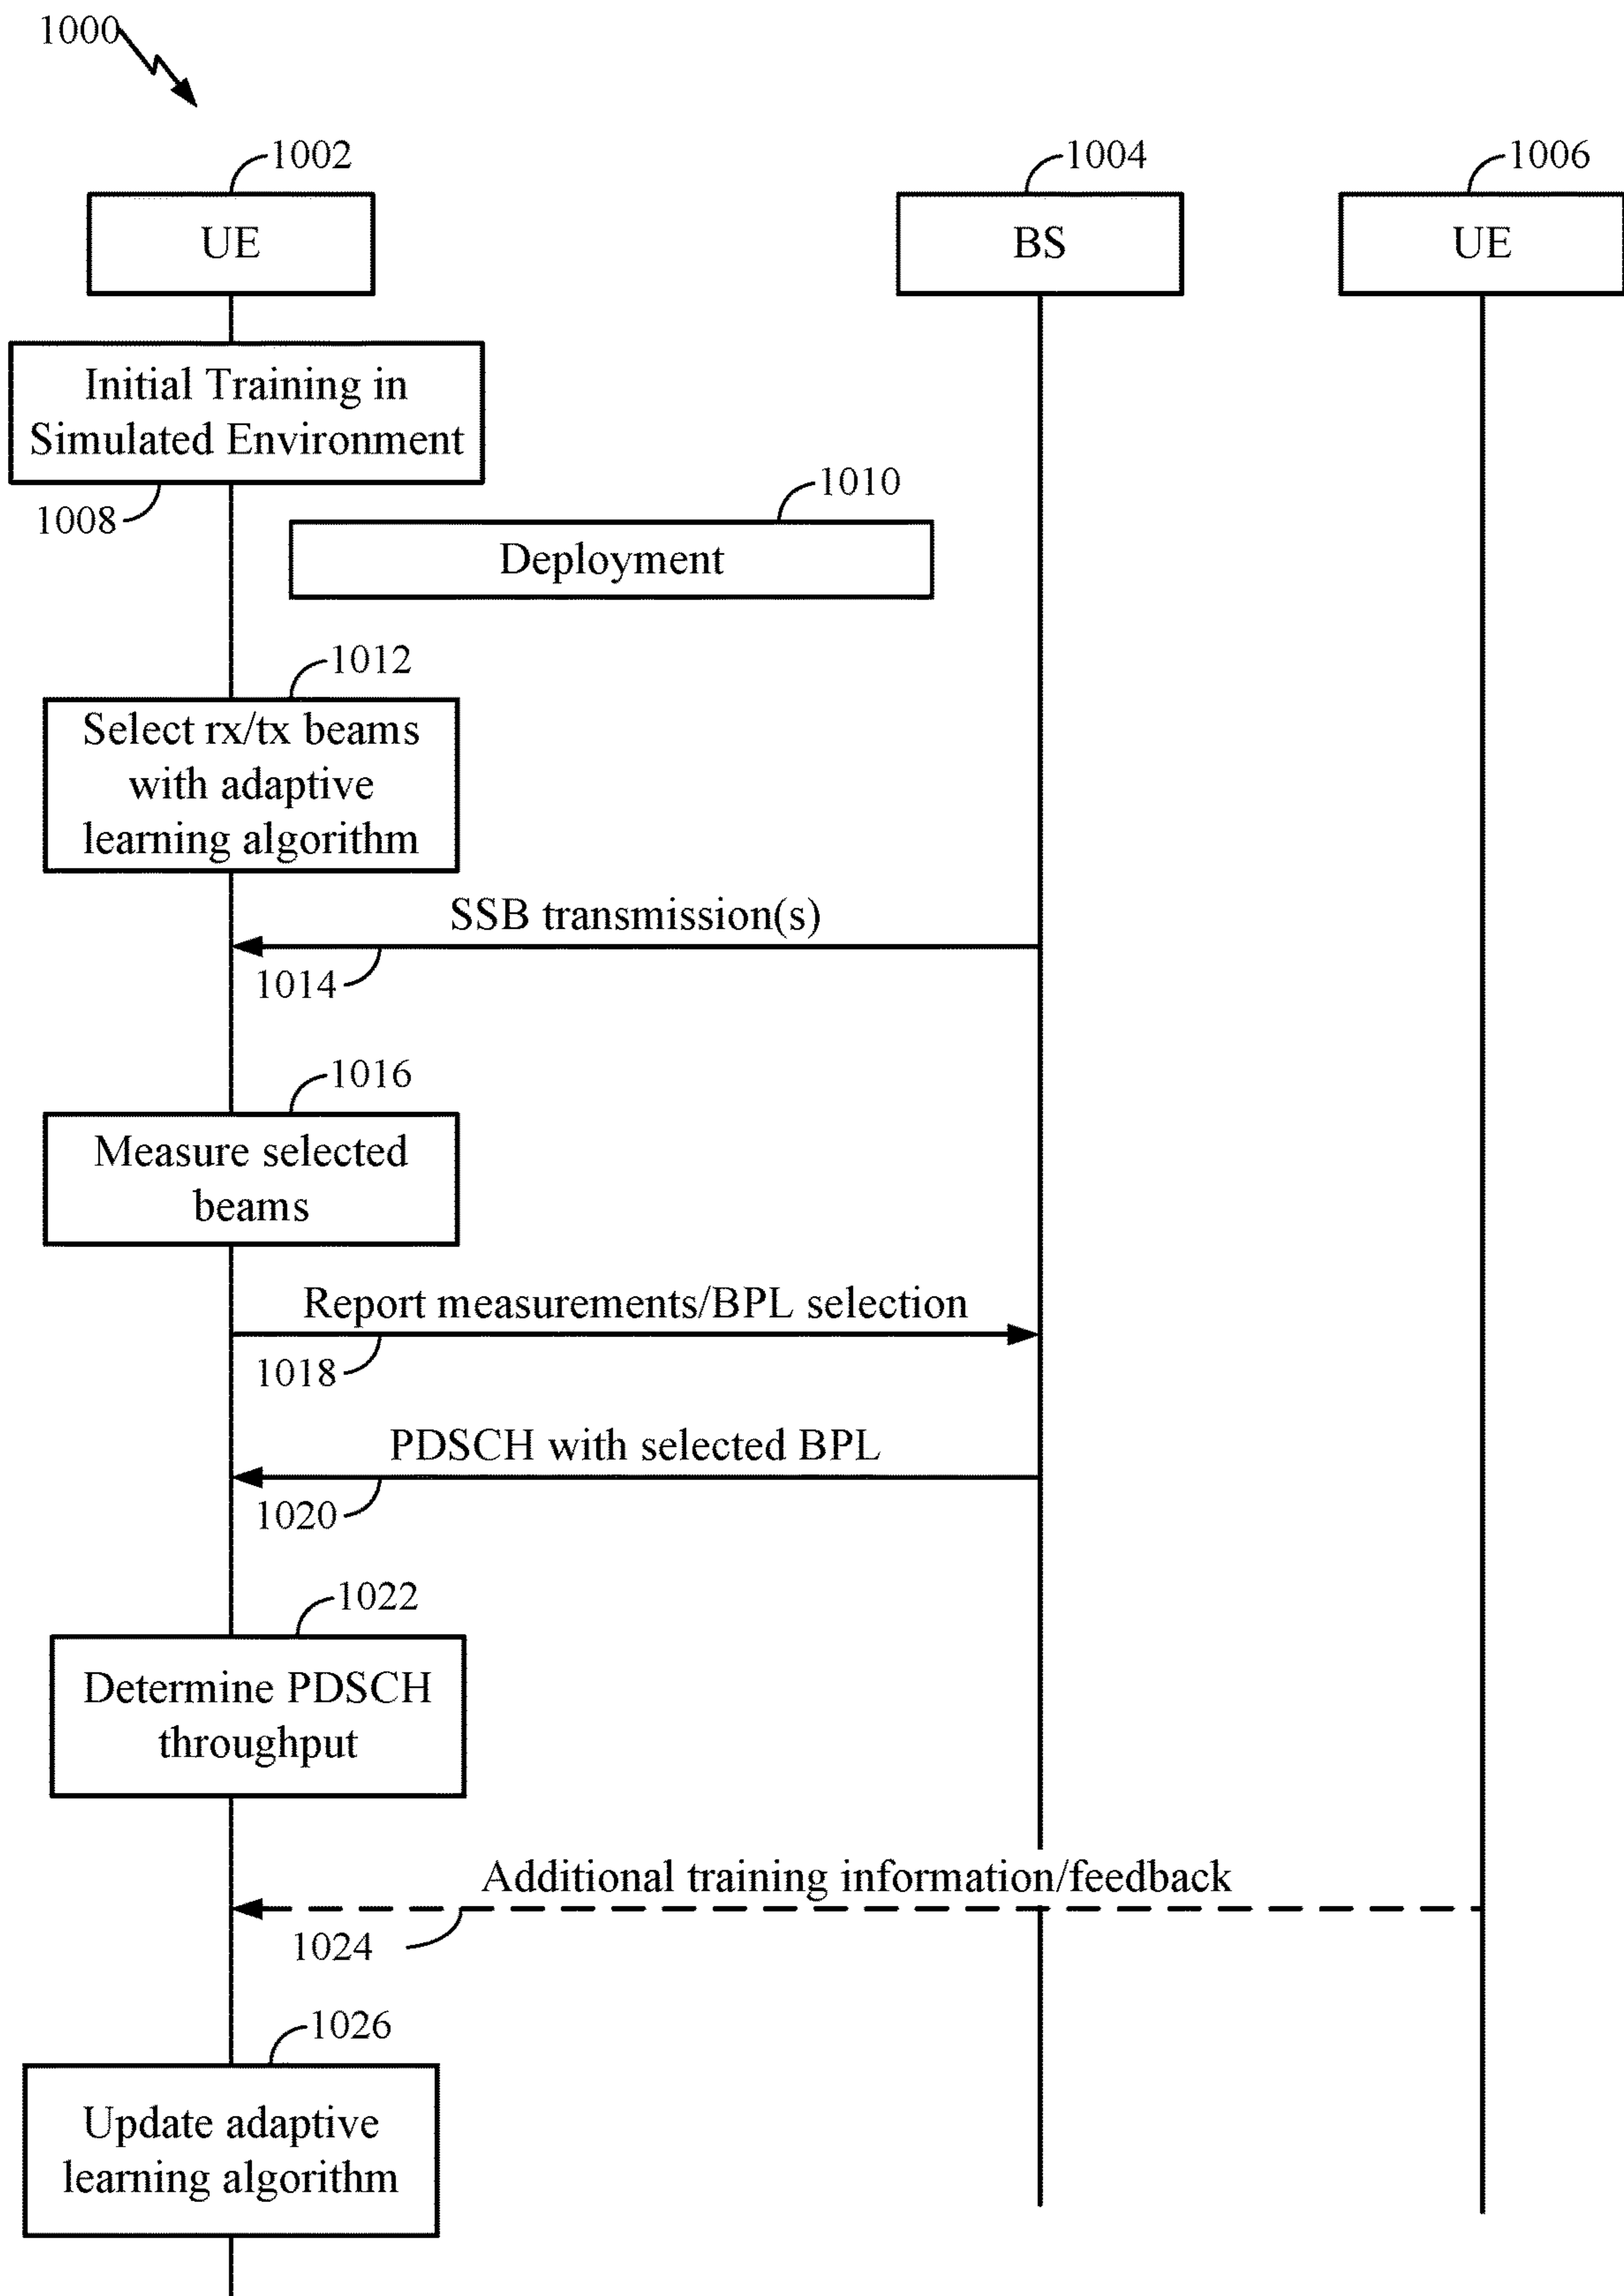 1000
1002
1004
1006
UE
BS
UE
Initial Training in
Simulated Environment
1008
1010
Deployment
1012
Select rx/tx beams
with adaptive
learning algorithm
SSB transmission(s)
1014
1016
Measure selected
beams
Report measurements/BPL selection
1018
PDSCH with selected BPL
1020
1022
Determine PDSCH
throughput
Additional training information/feedback
1024
1026
Update adaptive
learning algorithm